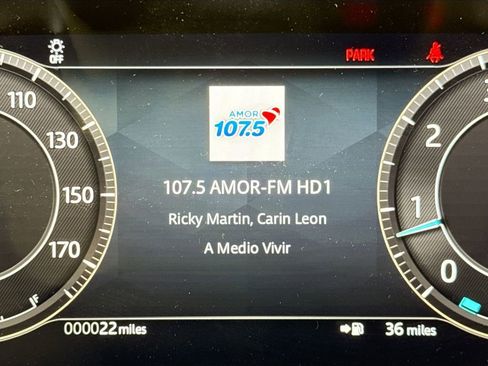 OFF
PARK
110
130
150
170
AMOR
107.5
107.5 AMOR-FM HD1
Ricky Martin, Carin Leon
A Medio Vivir
3
2
1
0
F
000022 miles
36 miles